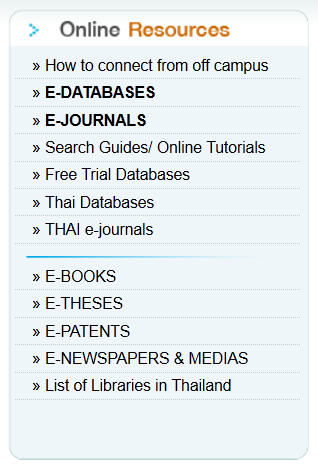 Online Resources
» How to connect from off campus
» E-DATABASES
» E-JOURNALS
» Search Guides/ Online Tutorials
» Free Trial Databases
» Thai Databases
» THAI e-journals
» E-BOOKS
» E-THESES
» E-PATENTS
» E-NEWSPAPERS & MEDIAS
» List of Libraries in Thailand